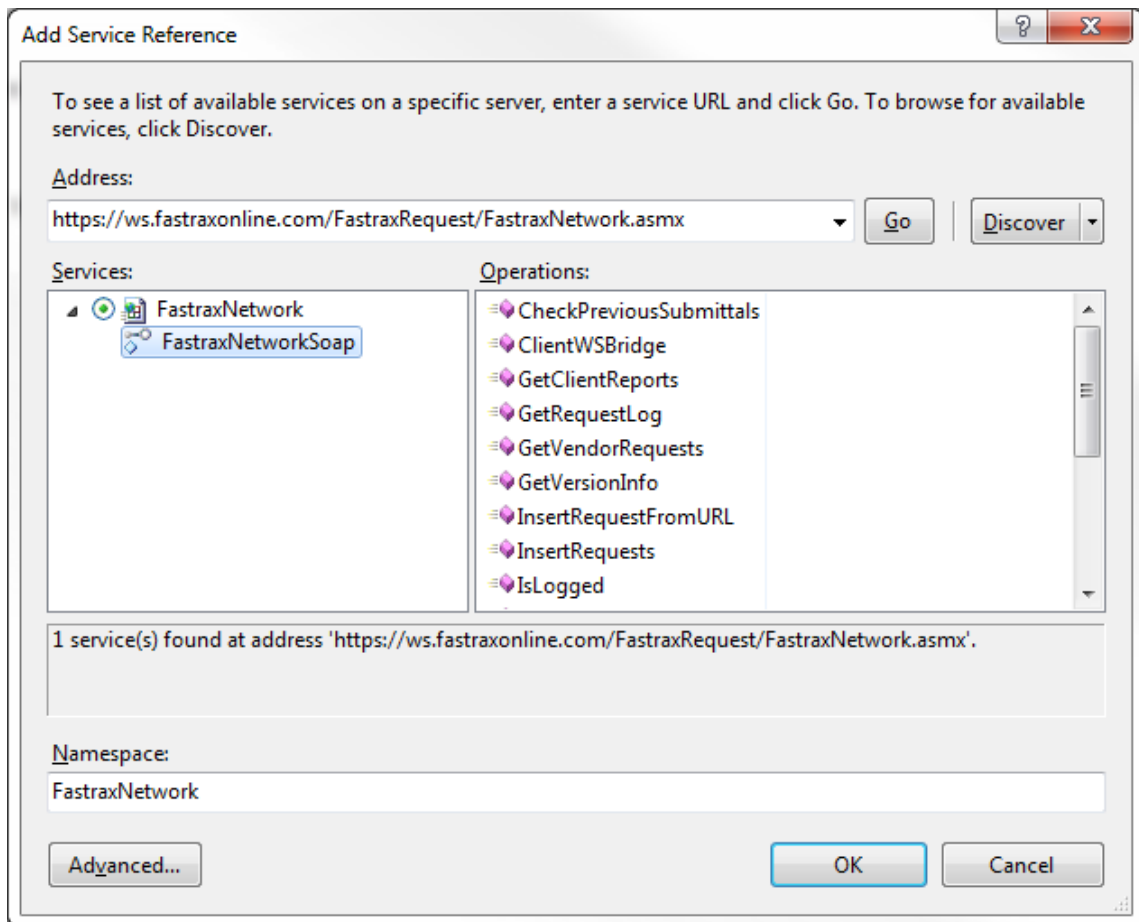 Add Service Reference
To see a list of available services on a specific server, enter a service URL and click Go. To browse for available
services, click Discover.
Address:
https://ws.fastraxonline.com/FastraxRequest/FastraxNetwork.asmx
Go
Discover
Services:
Operations:
FastraxNetwork
FastraxNetworkSoap
CheckPreviousSubmittals
ClientWSBridge
GetClientReports
GetRequestLog
GetVendorRequests
GetVersionInfo
InsertRequestFromURL
InsertRequests
IsLogged
1 service(s) found at address 'https://ws.fastraxonline.com/FastraxRequest/FastraxNetwork.asmx'.
Namespace:
FastraxNetwork
Advanced...
OK
Cancel